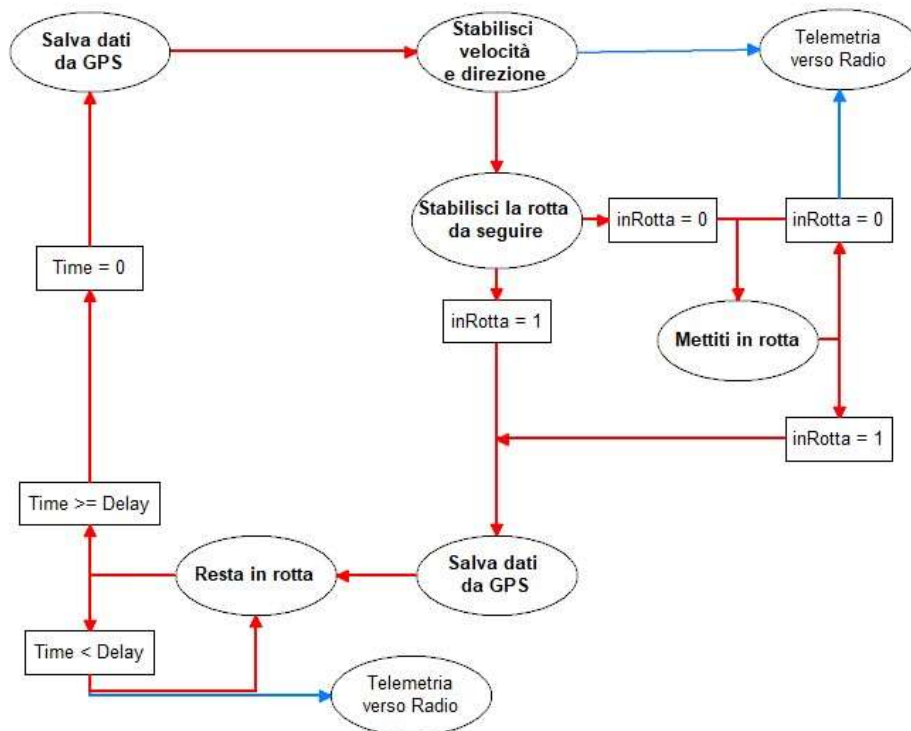 Salva dati
da GPS
Stabilisci
velocità
e direzione
Telemetria
verso Radio
Stabilisci la rotta
da seguire
inRotta = 0
inRotta = 0
Time = 0
inRotta = 1
Mettiti in rotta
inRotta = 1
Time >= Delay
Resta in rotta
Salva dati
da GPS
Time < Delay
Telemetria
verso Radio